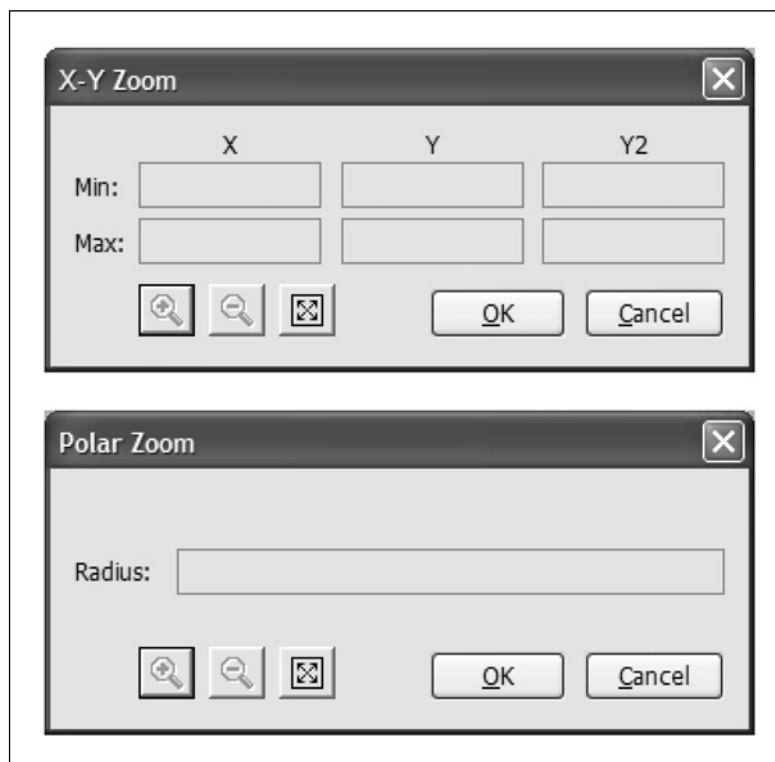 X-Y Zoom
X Y Y2
Min:
Max:
OK Cancel
Polar Zoom
Radius:
OK Cancel